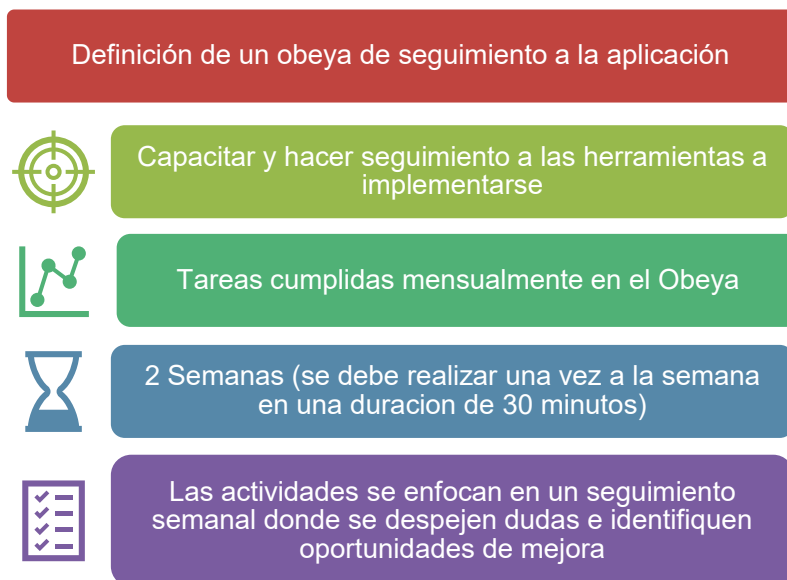 Definición de un obeya de seguimiento a la aplicación
Capacitar y hacer seguimiento a las herramientas a
implementarse
Tareas cumplidas mensualmente en el Obeya
2 Semanas (se debe realizar una vez a la semana
en una duracion de 30 minutos)
Las actividades se enfocan en un seguimiento
semanal donde se despejen dudas e identifiquen
oportunidades de mejora